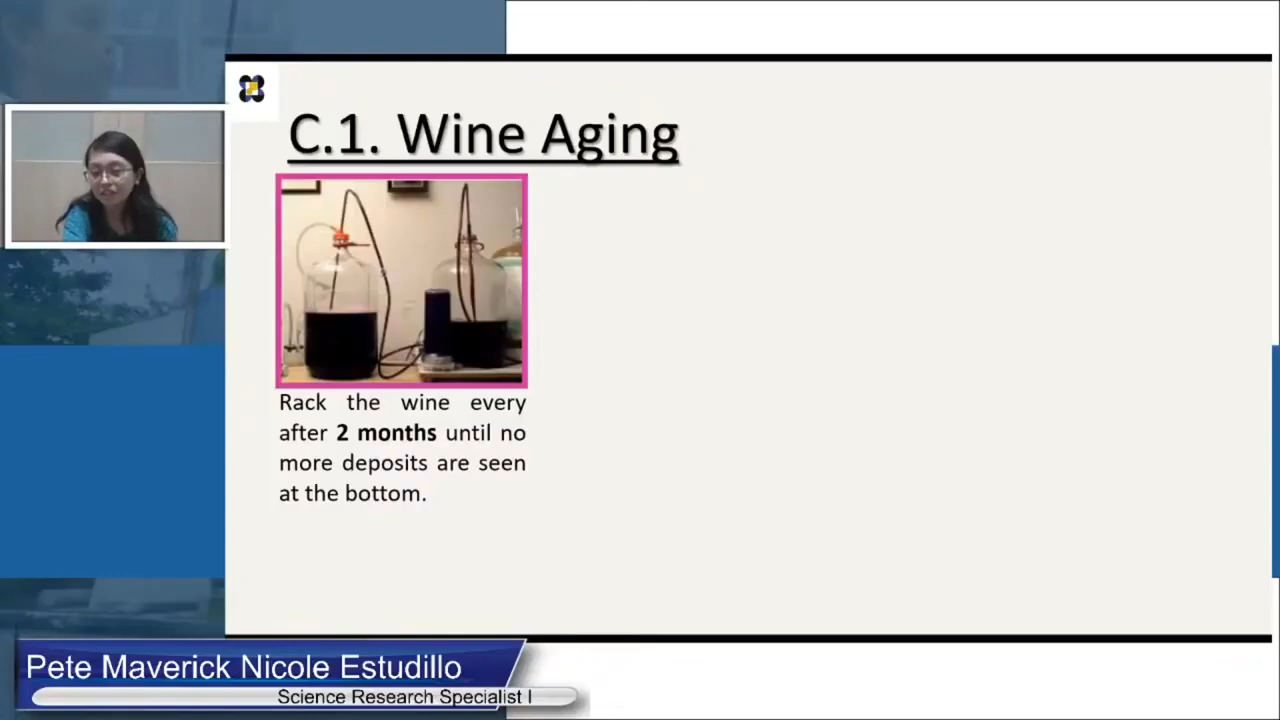 C.1. Wine Aging
Rack the wine every
after 2 months until no
more deposits are seen
at the bottom.
Pete Maverick Nicole Estudillo
Science Research Specialist I